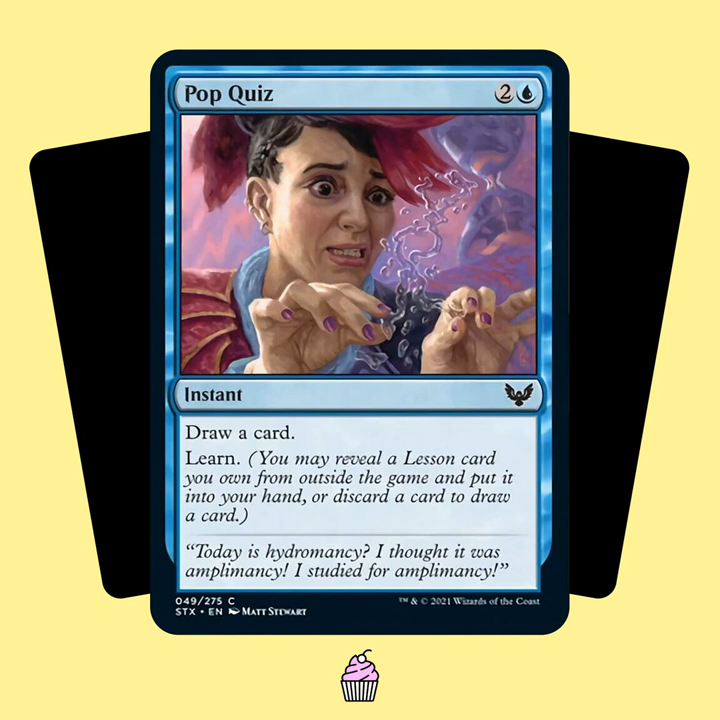 Pop Quiz 2
Instant
Draw a card.
Learn. (You may reveal a Lesson card
you own from outside the game and put it
into your hand, or discard a card to draw
a card.)
“Today is hydromancy? I thought it was
amplimancy! I studied for amplimancy!”
049/275 C
STX • EN Matt Stewart
™ & © 2021 Wizards of the Coast